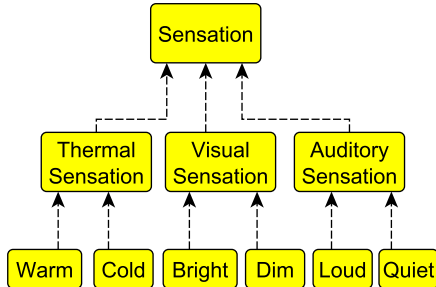 Sensation
Thermal
Sensation
Visual
Sensation
Auditory
Sensation
Warm
Cold
Bright
Dim
Loud
Quiet